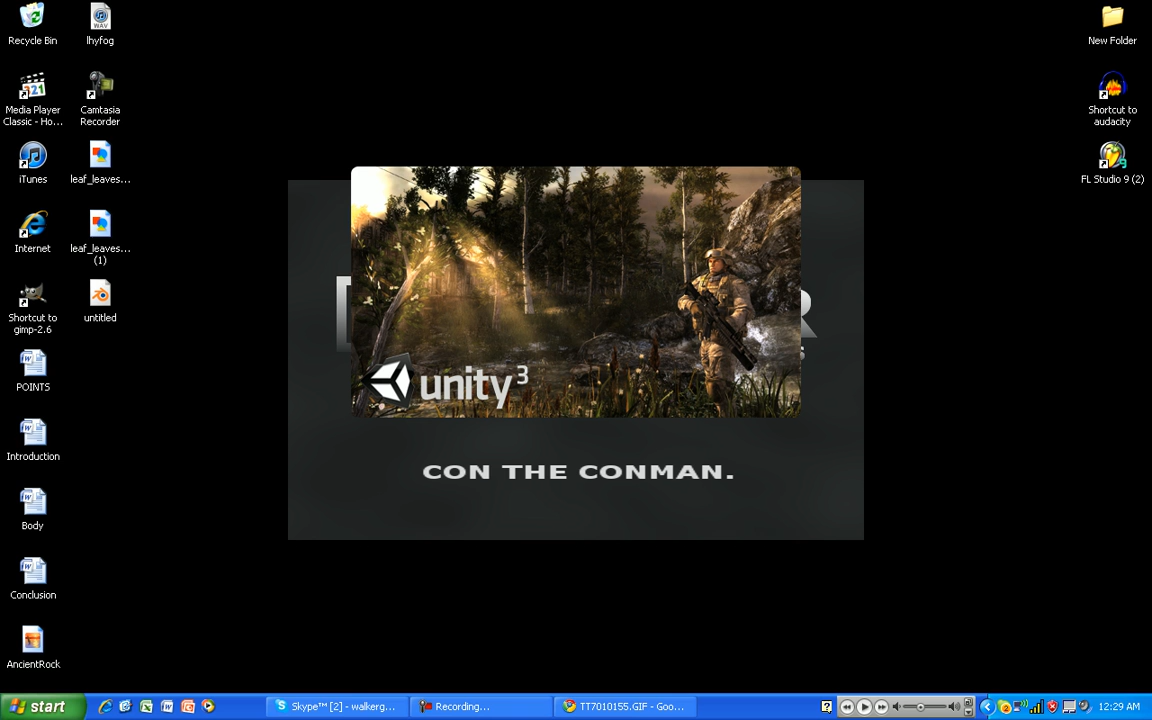 Recycle Bin
lhyfog
Media Player
Classic - Ho...
Camtasia
Recorder
iTunes
leaf_leaves...
Internet
leaf_leaves...
(1)
Shortcut to
gimp-2.6
untitled
POINTS
Introduction
Body
Conclusion
AncientRock
New Folder
Shortcut to
audacity
FL Studio 9 (2)
unity3
R
CON THE CONMAN.
start
Skype™ [2] - walkerg...
Recording...
TT7010155.GIF - Goo...
12:29 AM